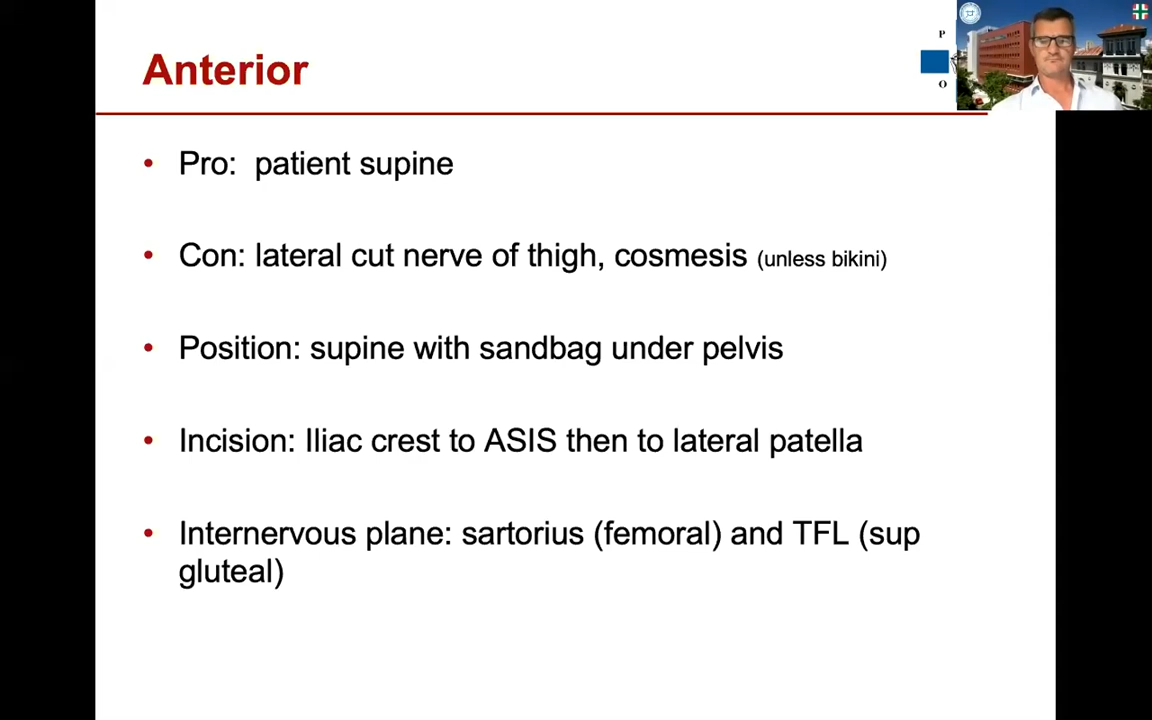 Anterior
P
O
• Pro: patient supine
• Con: lateral cut nerve of thigh, cosmesis (unless bikini)
• Position: supine with sandbag under pelvis
• Incision: Iliac crest to ASIS then to lateral patella
• Internervous plane: sartorius (femoral) and TFL (sup
gluteal)